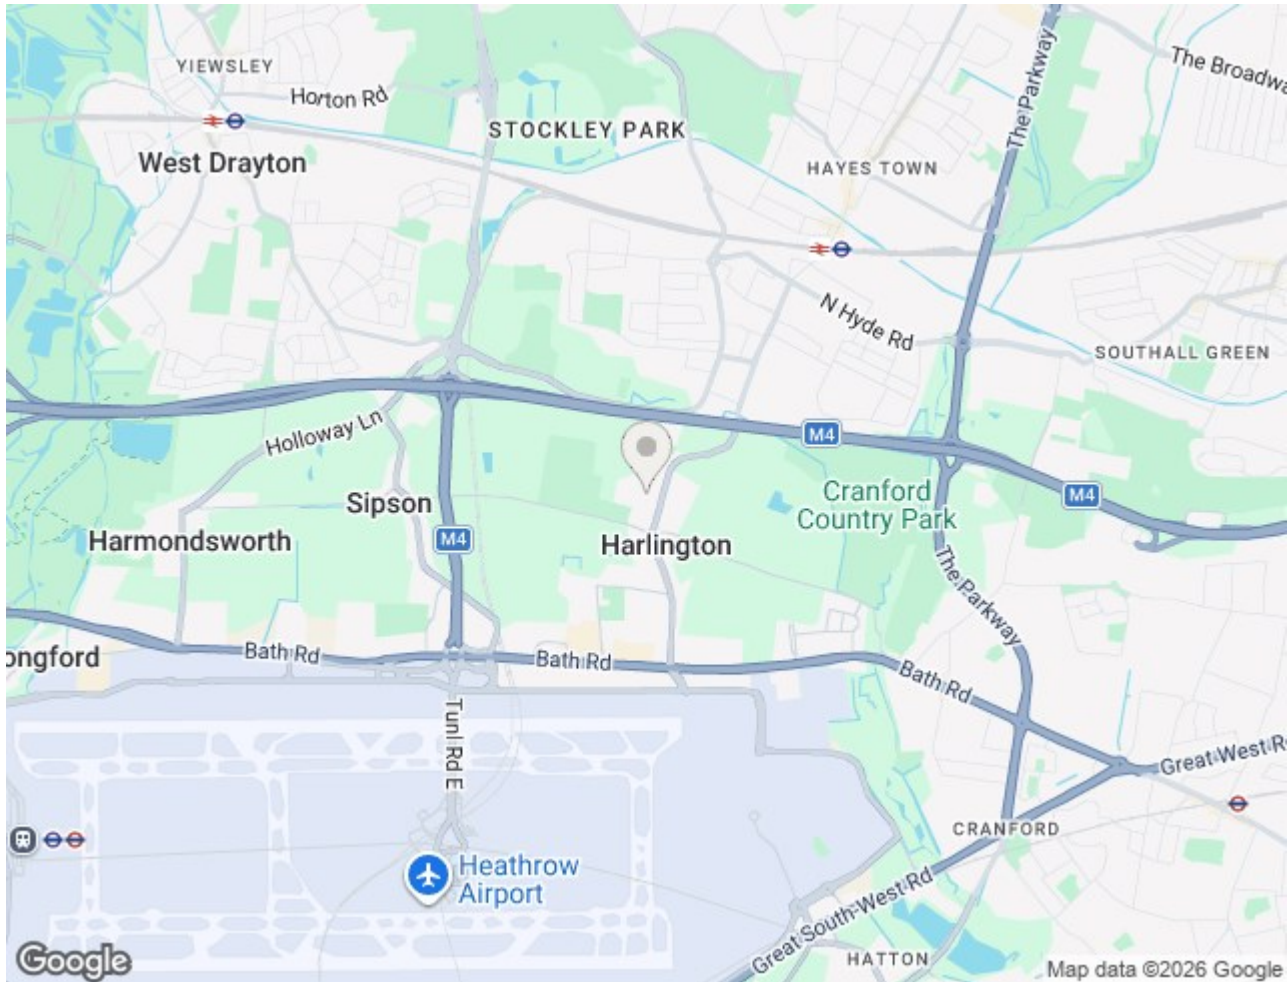 YIEWSLEY
Horton Rd
The Parkway
The Broadwa
STOCKLEY PARK
West Drayton
HAYES TOWN
N Hyde Rd
SOUTHALL GREEN
Holloway Ln
M4
Sipson
Cranford
Country Park
M4
Harmondsworth
M4
Harlington
The Parkway
ongford
Bath Rd
Bath Rd
Bath Rd
Tunl Rd E
Great West R
CRANFORD
Heathrow
Airport
Great South-West Rd
HATTON
Google
Map data ©2026 Google